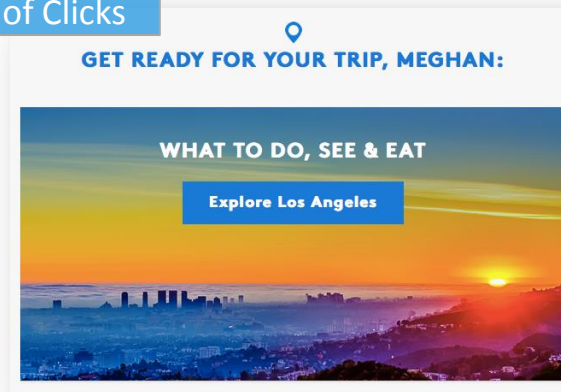 of Clicks
GET READY FOR YOUR TRIP, MEGHAN:
WHAT TO DO, SEE & EAT
Explore Los Angeles